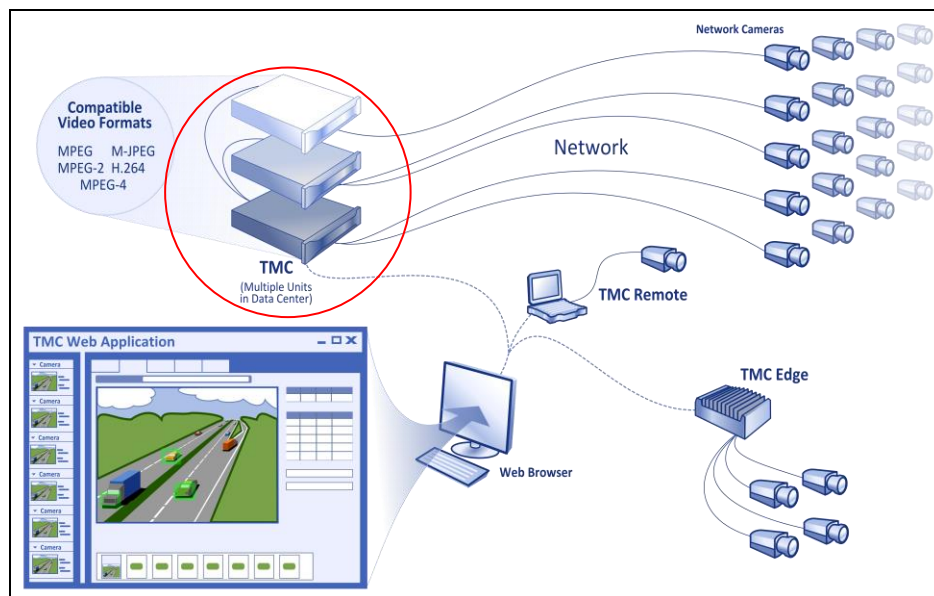 Network Cameras
Compatible
Video Formats
MPEG M-JPEG
MPEG-2 H.264
MPEG-4
Network
TMC
(Multiple Units
in Data Center)
TMC Remote
TMC Web Application
Camera
Camera
Camera
Camera
Camera
Camera
TMC Edge
Web Browser